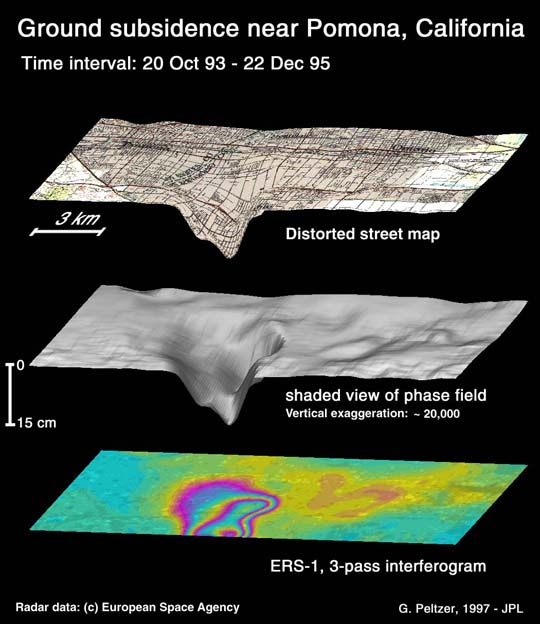 Ground subsidence near Pomona, California
Time interval: 20 Oct 93 - 22 Dec 95
3 km
Distorted street map
0
15 cm
shaded view of phase field
Vertical exaggeration: ~ 20,000
ERS-1, 3-pass interferogram
Radar data: (c) European Space Agency
G. Peltzer, 1997 - JPL